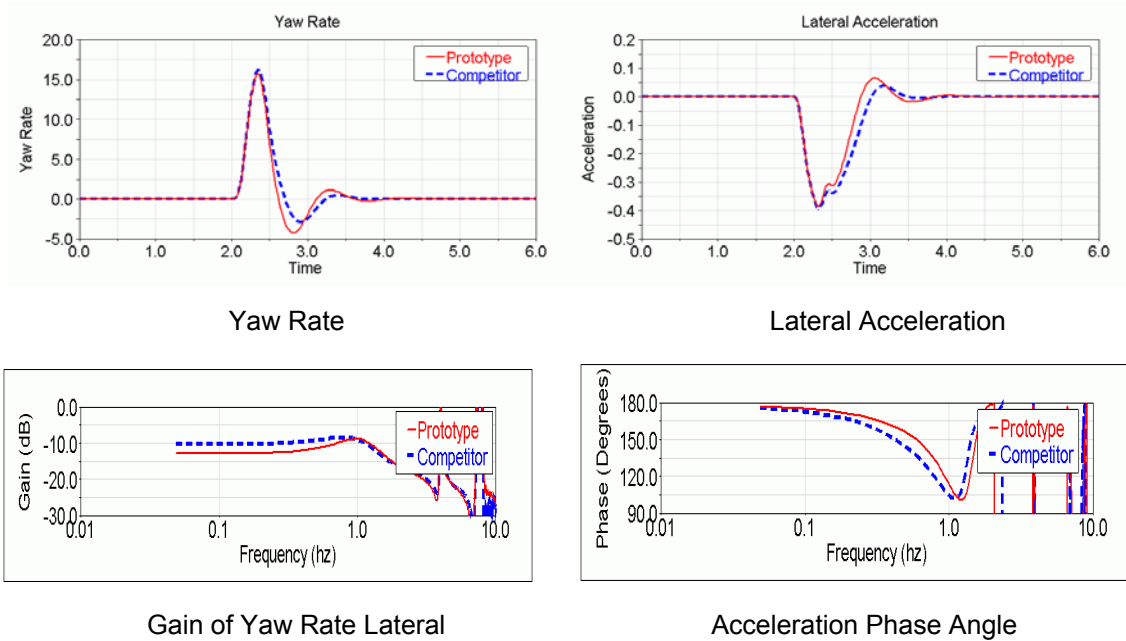 Yaw Rate
20.0
15.0
10.0
5.0
0.0
-5.0
Yaw Rate
Prototype
Competitor
0.0 1.0 2.0 3.0 4.0 5.0 6.0
Time
Yaw Rate
Lateral Acceleration
0.2
0.1
0.0
-0.1
-0.2
-0.3
-0.4
-0.5
Acceleration
Prototype
Competitor
0.0 1.0 2.0 3.0 4.0 5.0 6.0
Time
Lateral Acceleration
0.0
-10.0
-20.0
-30.0
Gain (dB)
Prototype
Competitor
0.01 0.1 1.0 10.0
Frequency (hz)
Gain of Yaw Rate Lateral
180.0
150.0
120.0
90.0
Phase (Degrees)
Prototype
Competitor
0.01 0.1 1.0 10.0
Frequency (hz)
Acceleration Phase Angle